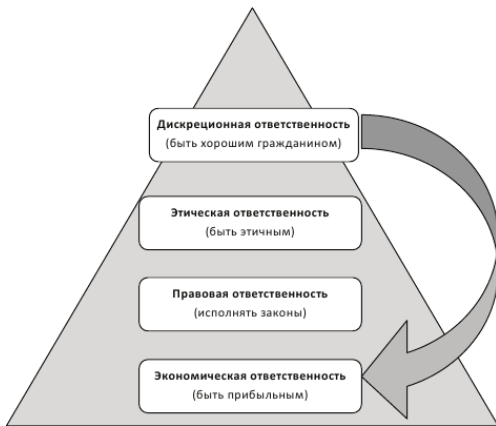 Дискреционная ответственность
(быть хорошим гражданином)
Этическая ответственность
(быть этичным)
Правовая ответственность
(исполнять законы)
Экономическая ответственность
(быть прибыльным)